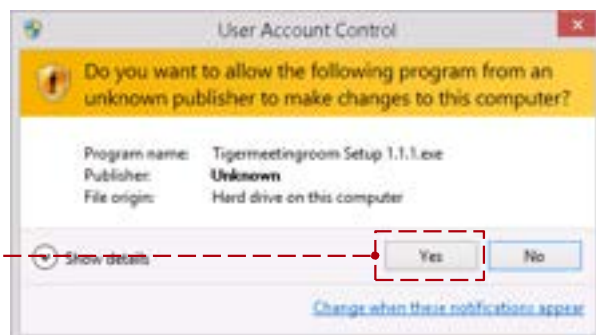 User Account Control
Do you want to allow the following program from an
unknown publisher to make changes to this computer?
Program name: Tigermeetingroom Setup 1.1.1.exe
Publisher: Unknown
File origin: Hard drive on this computer
Show details
Yes
No
Change when these notifications appear